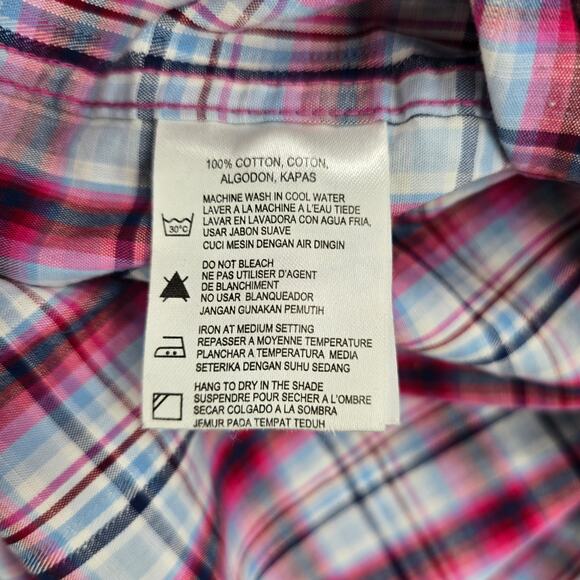 100% COTTON, COTON,
ALGODON, KAPAS
MACHINE WASH IN COOL WATER
LAVER A LA MACHINE A L'EAU TIEDE
LAVAR EN LAVADORA CON AGUA FRIA,
USAR JABON SUAVE
CUCI MESIN DENGAN AIR DINGIN
30°C
DO NOT BLEACH
NE PAS UTILISER D'AGENT
DE BLANCHIMENT
NO USAR BLANQUEADOR
JANGAN GUNAKAN PEMUTIH
IRON AT MEDIUM SETTING
REPASSER A MOYENNE TEMPERATURE
PLANCHAR A TEMPERATURA MEDIA
SETERIKA DENGAN SUHU SEDANG
HANG TO DRY IN THE SHADE
SUSPENDRE POUR SECHER A L'OMBRE
SECAR COLGADO A LA SOMBRA
JEMUR PADA TEMPAT TEDUH